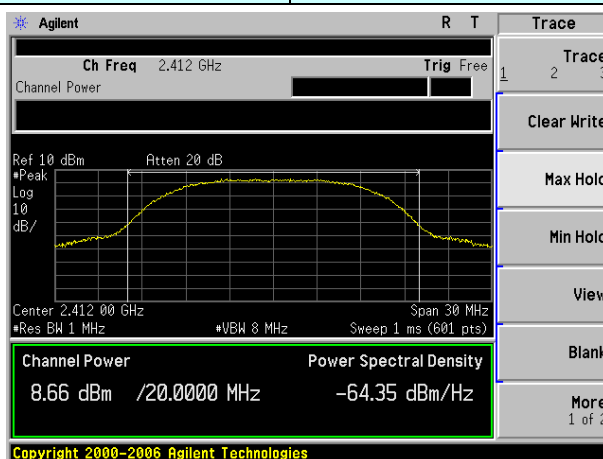 Agilent R T Trace
Ch Freq 2.412 GHz Trig Free
Channel Power
Trace
1 2 3
Clear Write
Max Hold
Min Hold
View
Blank
More
1 of 2
Ref 10 dBm Atten 20 dB
#Peak
Log
10
dB/
Center 2.412 00 GHz Span 30 MHz
#Res BW 1 MHz #VBW 8 MHz Sweep 1 ms (601 pts)
Channel Power Power Spectral Density
8.66 dBm /20.0000 MHz -64.35 dBm/Hz
Copyright 2000-2006 Agilent Technologies